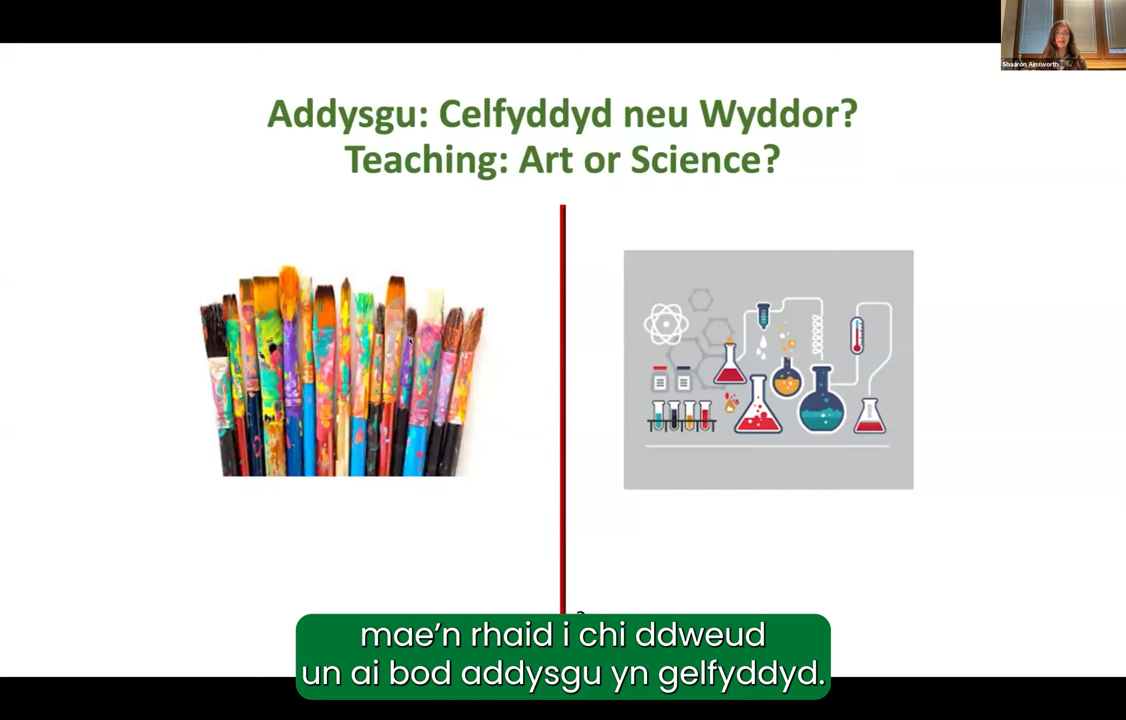 Shaaron Ainsworth
Addysgu: Celfyddyd neu Wyddor?
Teaching: Art or Science?
mae’n rhaid i chi ddweud
un ai bod addysgu yn gelfyddyd.